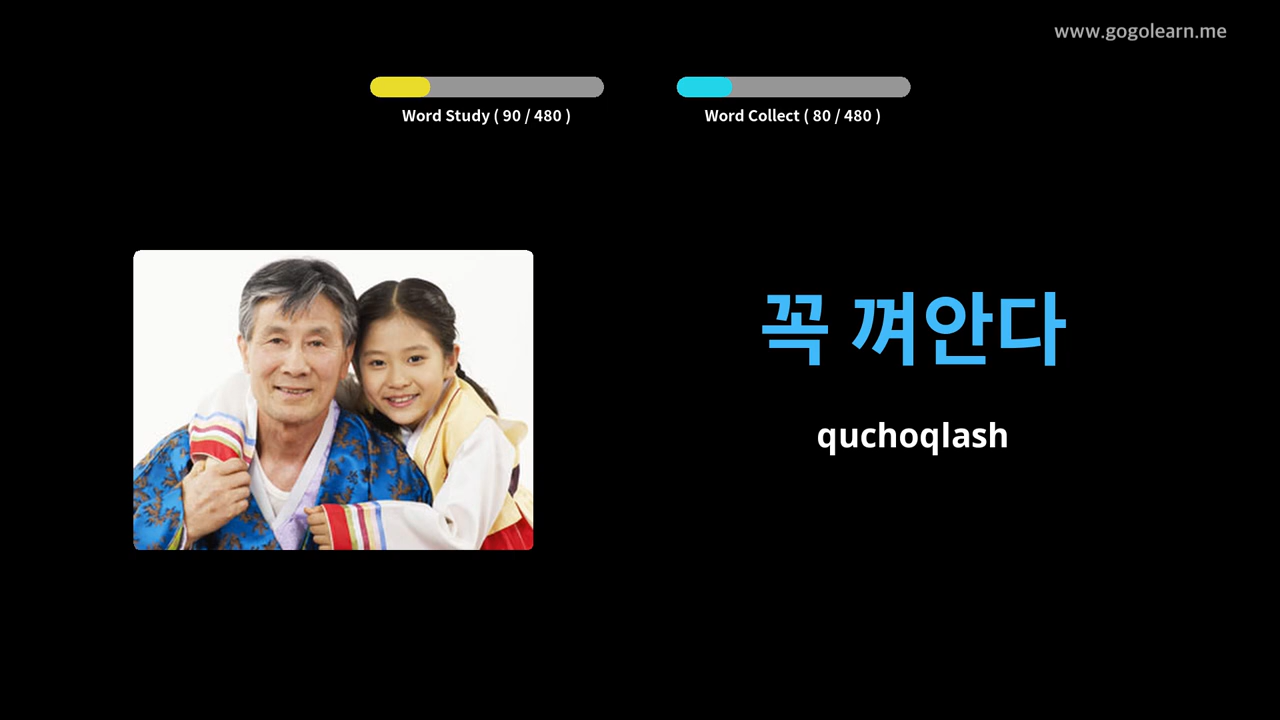 www.gogolearn.me
Word Study ( 90 / 480 )
Word Collect ( 80 / 480 )
꼭 껴안다
quchoqlash